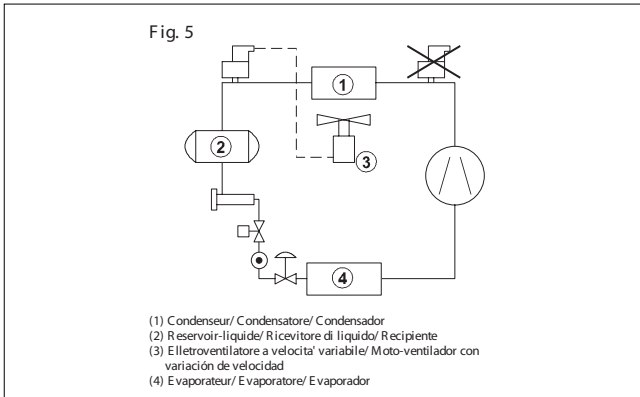 Fig. 5
1
2
3
4
(1) Condenseur/ Condensatore/ Condensador
(2) Reservoir-liquide/ Ricevitore di liquido/ Recipiente
(3) Elletroventilatore a velocita' variabile/ Moto-ventilador con
variación de velocidad
(4) Evaporateur/ Evaporatore/ Evaporador